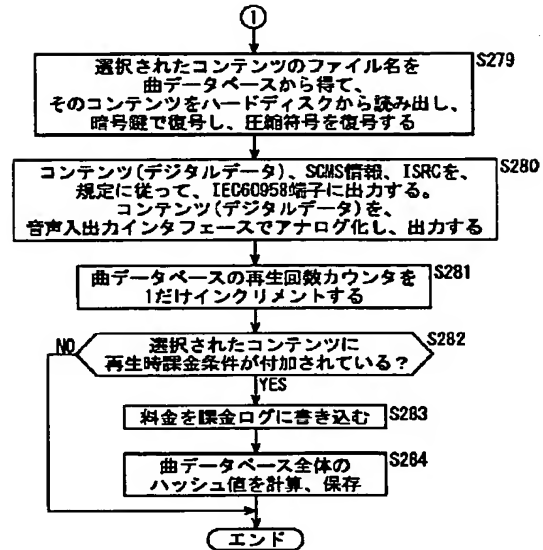 1
選択されたコンテンツのファイル名を
曲データベースから得て、
そのコンテンツをハードディスクから読み出し、
暗号鍵で復号し、圧縮符号を復号する
S279
コンテンツ(デジタルデータ)、SCMS情報、ISRCを、
規定に従って、IEC60958端子に出力する。
コンテンツ(デジタルデータ)を、
音声入出力インタフェースでアナログ化し、出力する
S280
曲データベースの再生回数カウンタを
1だけインクリメントする
S281
選択されたコンテンツに
再生時課金条件が付加されている?
S282
NO
YES
料金を課金ログに書き込む
S283
曲データベース全体の
ハッシュ値を計算、保存
S284
エンド